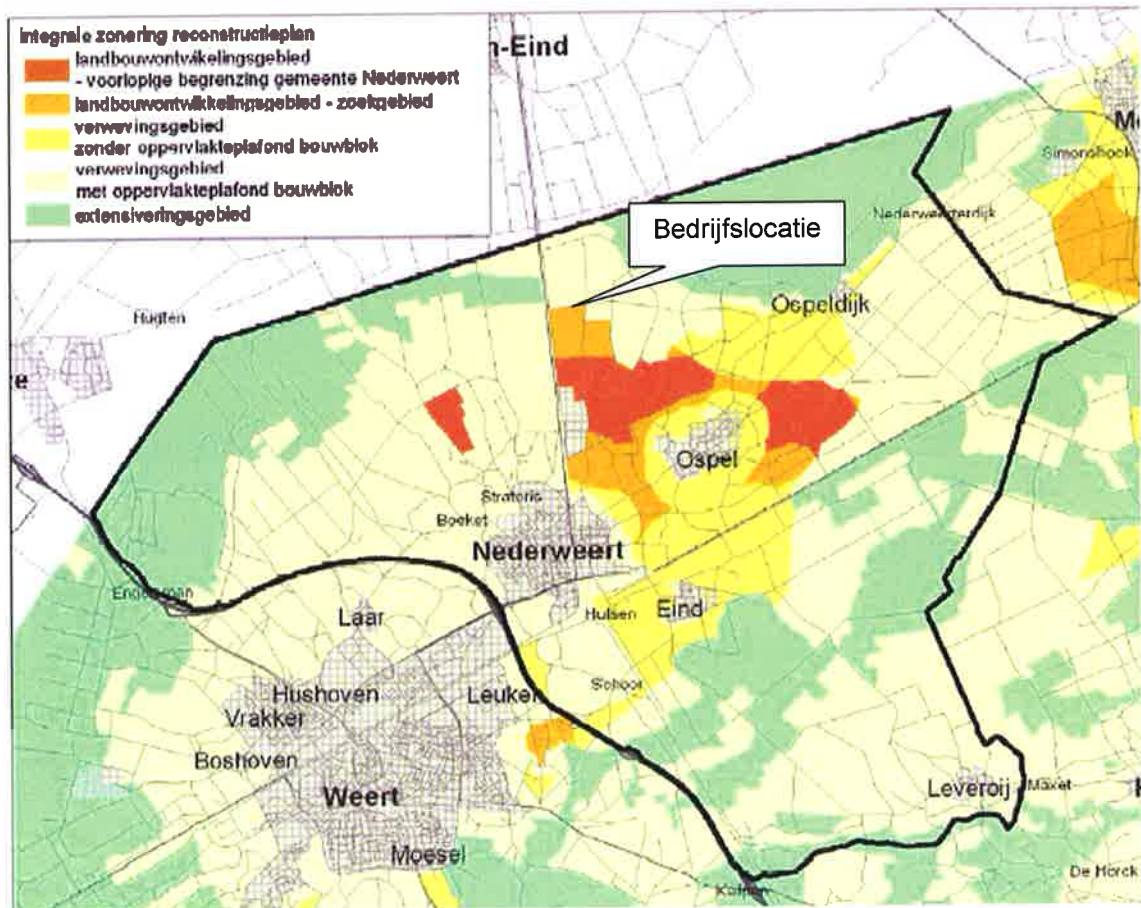 integrale zonering reconstructieplan
landbouwontwikelingsgebied
- voorlopige begrenzing gemeente Nederweert
landbouwontwikkelingsgebied - zoekgebied
verwevingsgebied
zonder oppervlakteplafond bouwblok
verwevingsgebied
met oppervlakteplafond bouwblok
extensiveringsgebied
n-Eind
Simonshoek
Nederweerterdijk
Bedrijfslocatie
Ospeldijk
Hugten
Ospel
Boeket
Nederweert
Laar
Hulsen
Eind
Hushoven
Leuken
Schoor
Vrakker
Boshoven
Weert
Leveroij
Maxet
Moesel
De Horck